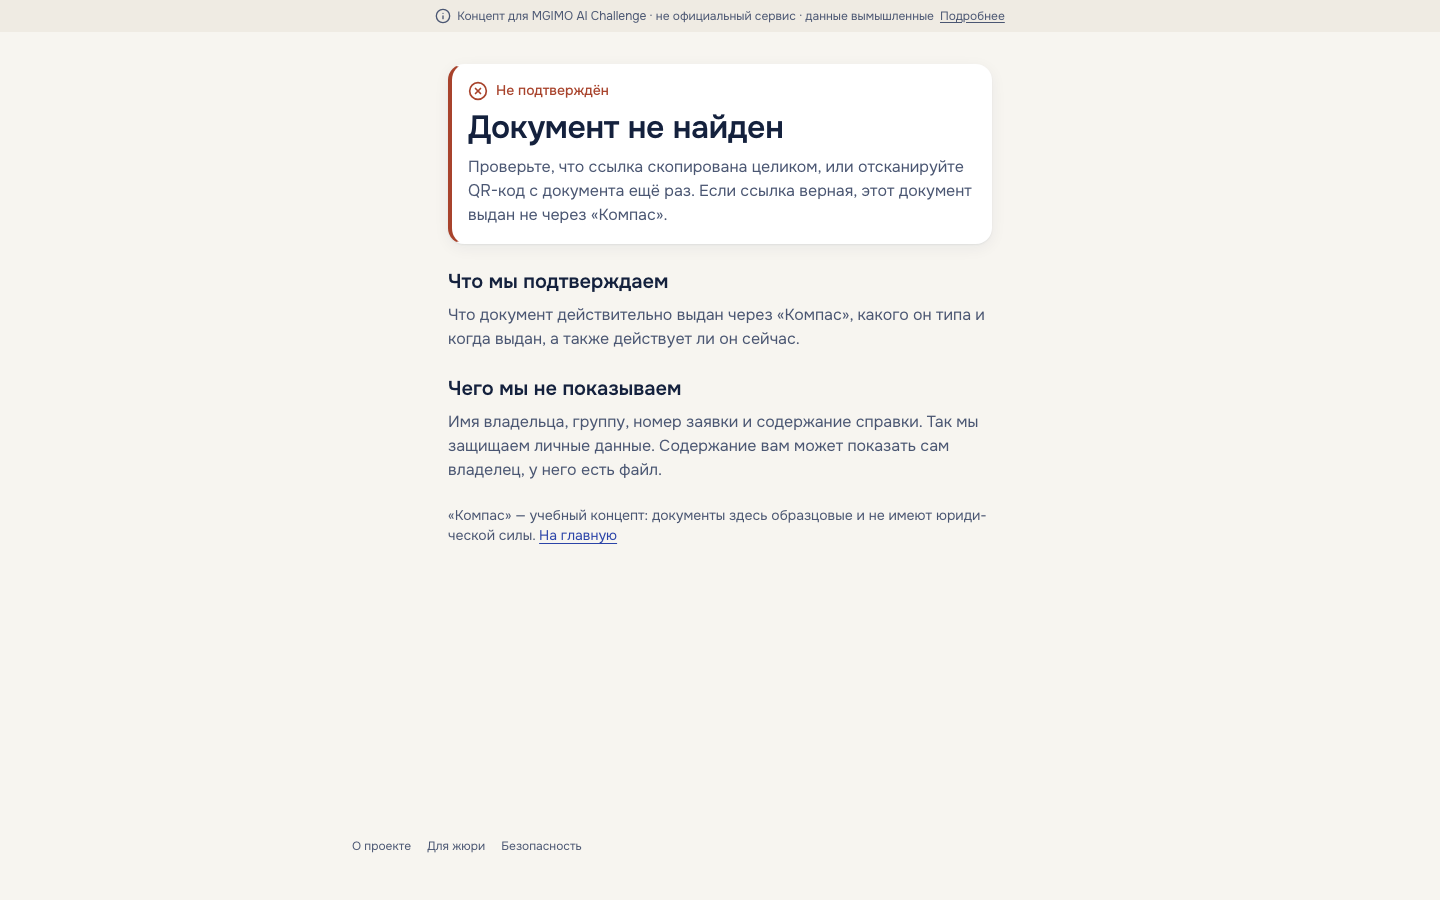 Концепт для MGIMO AI Challenge · не официальный сервис · данные вымышленные Подробнее
Не подтверждён
Документ не найден
Проверьте, что ссылка скопирована целиком, или отсканируйте
QR-код с документа ещё раз. Если ссылка верная, этот документ
выдан не через «Компас».
Что мы подтверждаем
Что документ действительно выдан через «Компас», какого он типа и
когда выдан, а также действует ли он сейчас.
Чего мы не показываем
Имя владельца, группу, номер заявки и содержание справки. Так мы
защищаем личные данные. Содержание вам может показать сам
владелец, у него есть файл.
«Компас» — учебный концепт: документы здесь образцовые и не имеют юриди-
ческой силы. На главную
О проекте Для жюри Безопасность